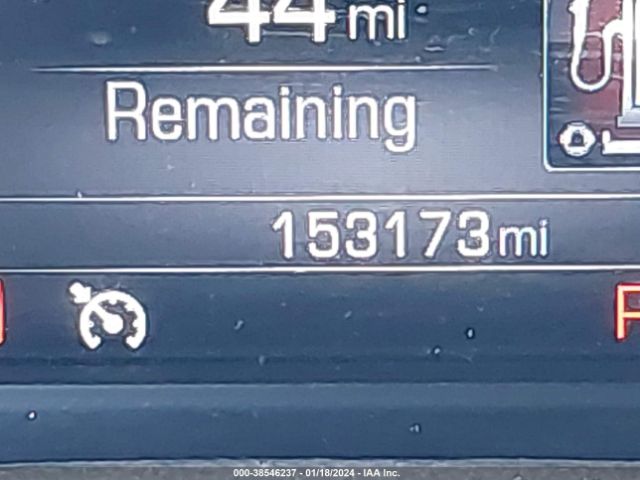 44 mi
Remaining
153173 mi
000-38546237 - 01/18/2024 - IAA Inc.